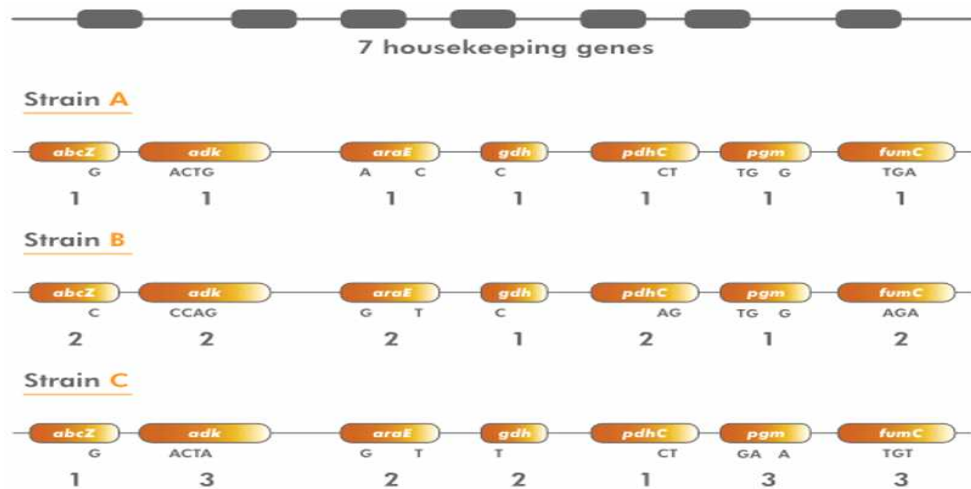 7 housekeeping genes
Strain A
abcZ adk araE gdh pdhC pgm fumC
G ACTG A C C CT TG G TGA
1 1 1 1 1 1 1
Strain B
abcZ adk araE gdh pdhC pgm fumC
C CCAG G T C AG TG G AGA
2 2 2 1 2 1 2
Strain C
abcZ adk araE gdh pdhC pgm fumC
G ACTA G T T CT GA A TGT
1 3 2 2 1 3 3